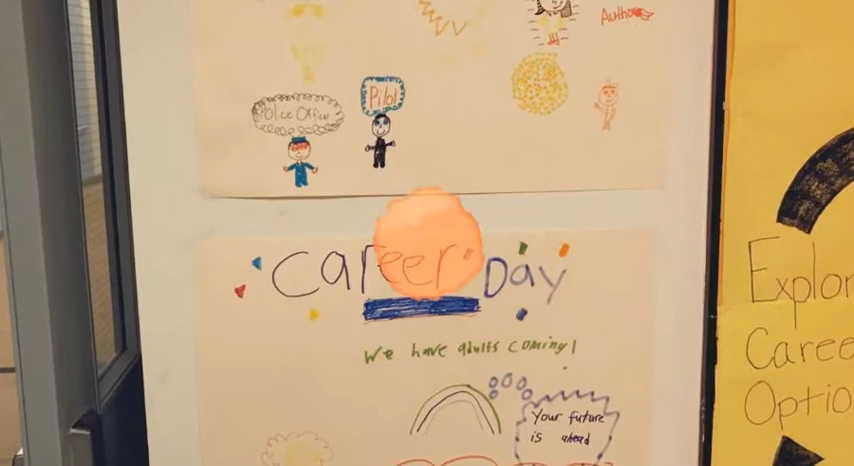 Author
Pilot
Police Officer
Career Day
We have adults coming!
Your future
is ahead
Explor
Caree
Optio